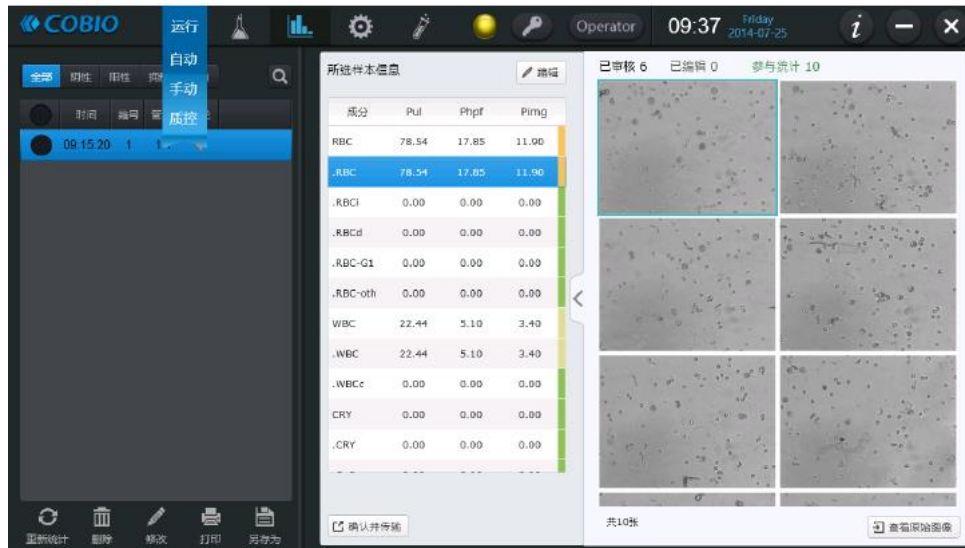 COBIO
运行
自动
手动
质控
Operator
09:37
Friday
2014-07-25
全部 阴性 阳性
时间 编号
09:15:20 1
重新统计 删除 修改 打印 另存为
所进样本信息
编辑
成分 Pul Phpf Pimg
RBC 78.54 17.85 11.90
.RBC 78.54 17.85 11.90
.RBCi 0.00 0.00 0.00
.RBCd 0.00 0.00 0.00
.RBC-G1 0.00 0.00 0.00
.RBC-oth 0.00 0.00 0.00
WBC 22.44 5.10 3.40
.WBC 22.44 5.10 3.40
.WBCc 0.00 0.00 0.00
CRY 0.00 0.00 0.00
.CRY 0.00 0.00 0.00
确认并传输
已审核 6 已编辑 0 参与统计 10
共10张
查看原始图像